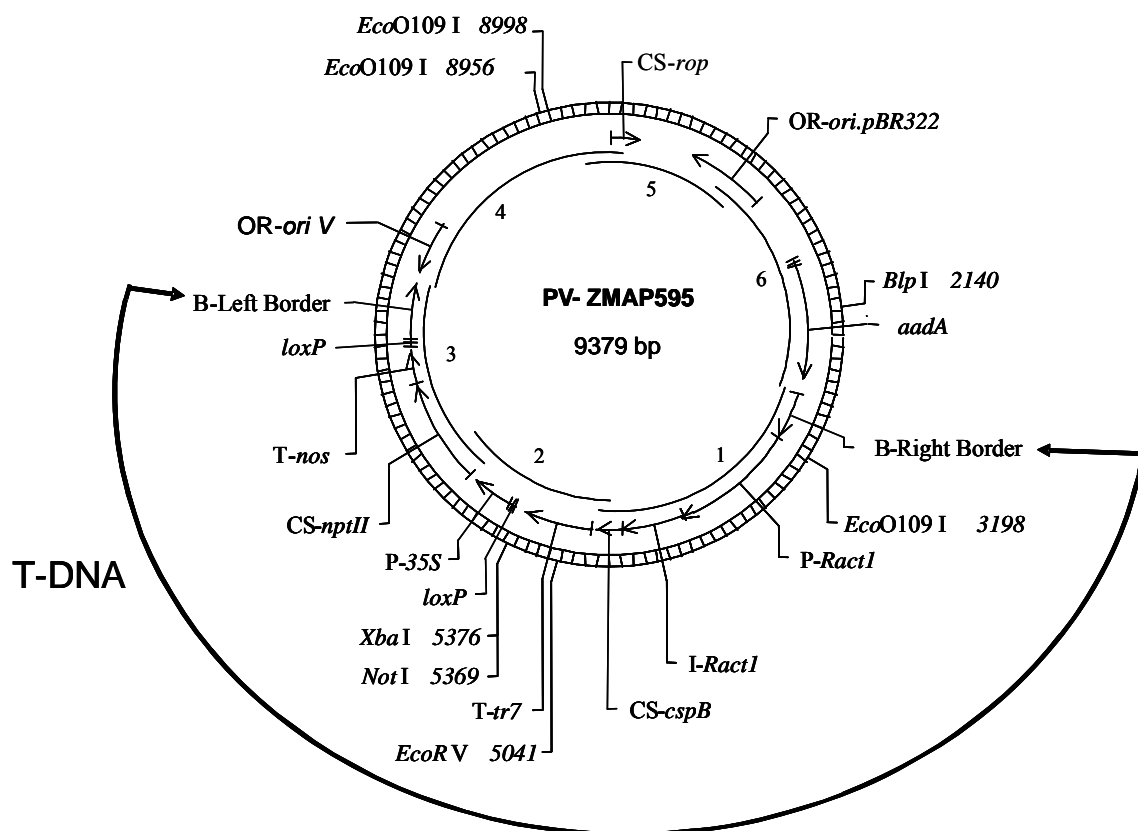 EcoO109 I 8998
EcoO109 I 8956
CS-rop
OR-ori.pBR322
5
4
OR-ori V
6
Blp I 2140
B-Left Border
PV- ZMAP595
aadA
loxP
9379 bp
3
T-nos
2
1
B-Right Border
CS-nptII
EcoO109 I 3198
P-35S
P-Ract1
T-DNA
loxP
Xba I 5376
Not I 5369
I-Ract1
T-tr7
CS-cspB
EcoR V 5041